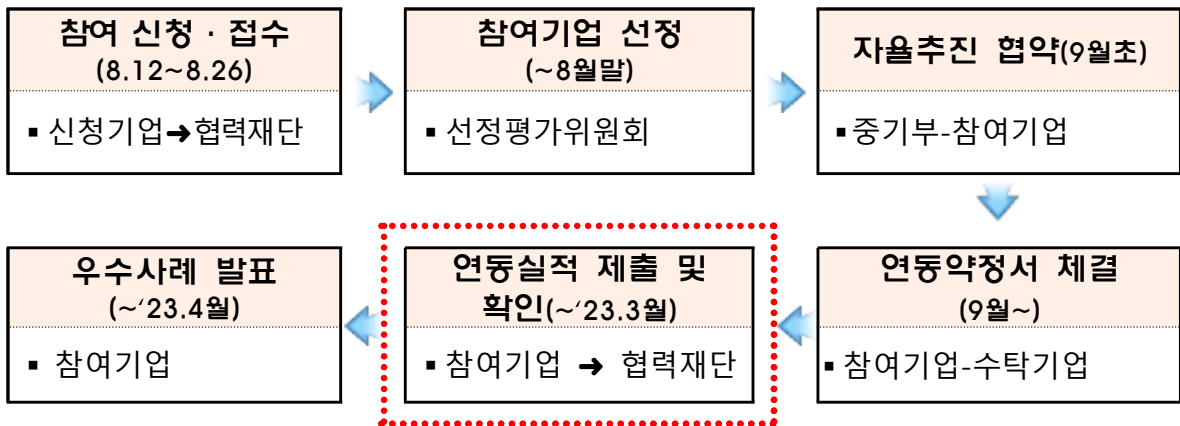 참여 신청 · 접수
(8.12~8.26)
▪ 신청기업➜협력재단
참여기업 선정
(~8월말)
▪ 선정평가위원회
자율추진 협약(9월초)
▪중기부-참여기업
연동약정서 체결
(9월~)
▪ 참여기업-수탁기업
연동실적 제출 및
확인(~‘23.3월)
▪ 참여기업 ➜ 협력재단
우수사례 발표
(~‘23.4월)
▪ 참여기업